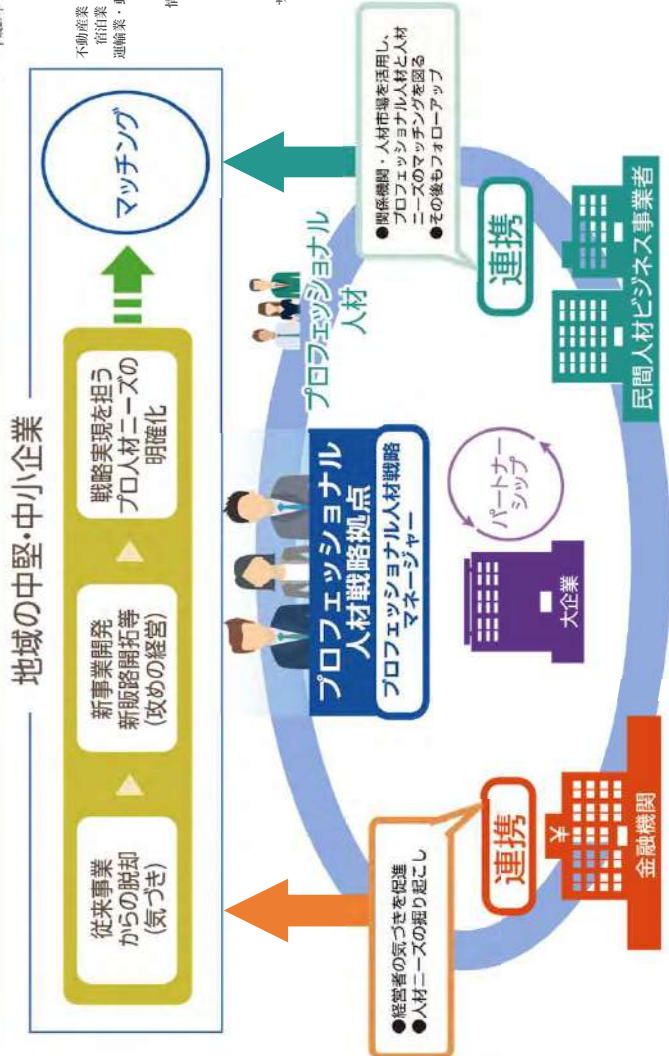 地域の中堅・中小企業
従来事業
からの脱却
(気づき)
新事業開発
新販路開拓等
(攻めの経営)
戦略実現を担う
プロ人材ニーズの
明確化
マッチング
●経営者の気づきを促進
●人材ニーズの掘り起こし
連携
金融機関
プロフェッショナル
人材戦略拠点
プロフェッショナル人材戦略
マネージャー
大企業
パートナー
シップ
プロフェッショナル
人材
●関係機関・人材市場を活用し、
プロフェッショナル人材と人材
ニーズのマッチングを図る
●その後もフォローアップ
連携
民間人材ビジネス事業者
不動産業
宿泊業
運輸業・